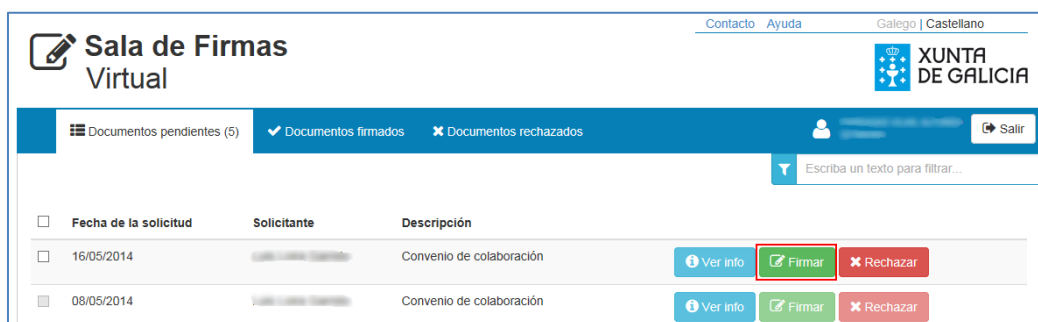 Contacto Ayuda Galego | Castellano
Sala de Firmas
Virtual
XUNTA
DE GALICIA
Documentos pendientes (5) Documentos firmados Documentos rechazados Salir
Escriba un texto para filtrar...
Fecha de la solicitud Solicitante Descripción
16/05/2014 Convenio de colaboración Ver info Firmar Rechazar
08/05/2014 Convenio de colaboración Ver info Firmar Rechazar